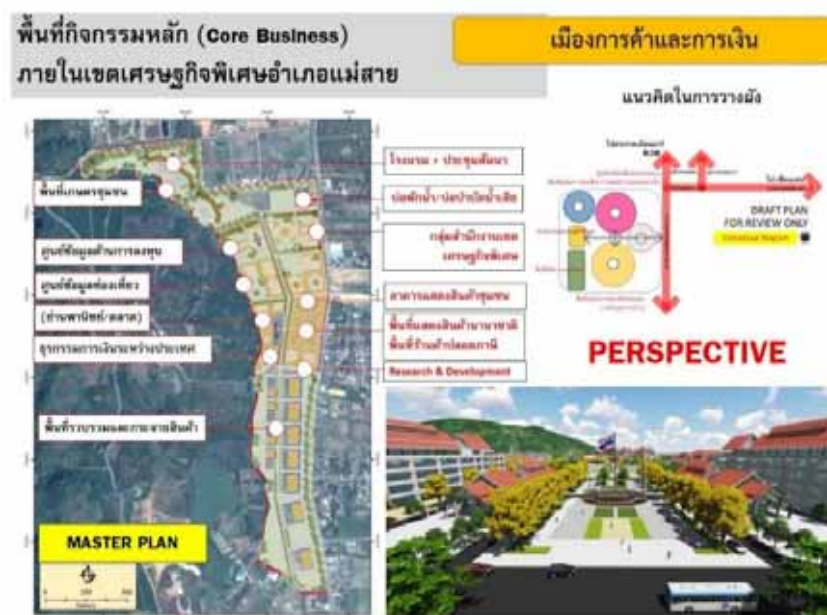 พื้นที่กิจกรรมหลัก (Core Business)
ภายในเขตเศรษฐกิจพิเศษอำเภอแม่สาย
เมืองการค้าและการเงิน
แนวคิดในการวางผัง
โรงแรม + ประชุมสัมนา
พื้นที่เกษตรชุมชน
บ่อพักน้ำ/บ่อบำบัดน้ำเสีย
กลุ่มสำนักงานเขต
เศรษฐกิจพิเศษ
ศูนย์ข้อมูลด้านการลงทุน
ศูนย์ข้อมูลท่องเที่ยว
อาคารแสดงสินค้าชุมชน
(ย่านพาณิชย์/ตลาด)
พื้นที่แสดงสินค้านานาชาติ
พื้นที่ร้านค้าปลอดภาษี
ธุรกรรมการเงินระหว่างประเทศ
Research & Development
พื้นที่รวบรวมและกระจายสินค้า
DRAFT PLAN
FOR REVIEW ONLY
PERSPECTIVE
MASTER PLAN